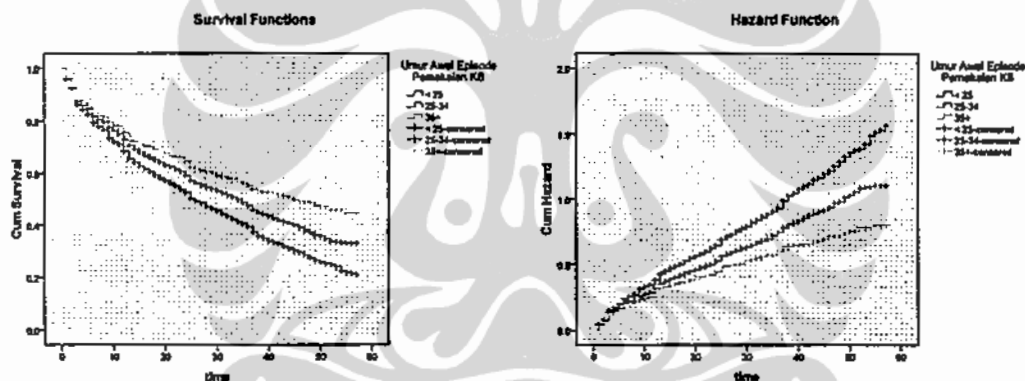 Survival Functions
Cum Survival
1.0
0.8
0.6
0.4
0.2
0.0
0
10
20
30
40
50
60
time
Umur Awal Episode
Pemakaian KB
< 25
25-34
35+
< 25-censored
25-34-censored
35+-censored
Hazard Function
Cum Hazard
2.0
1.5
1.0
0.5
0.0
0
10
20
30
40
50
60
time
Umur Awal Episode
Pemakaian KB
< 25
25-34
35+
< 25-censored
25-34-censored
35+-censored